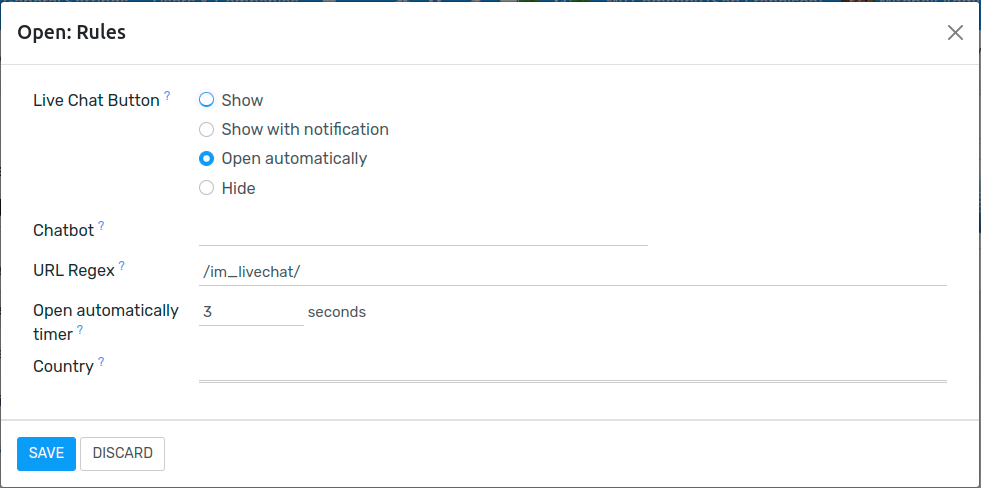 Open: Rules
Live Chat Button ?
Show
Show with notification
Open automatically
Hide
Chatbot ?
URL Regex ?
/im_livechat/
Open automatically
timer ?
3 seconds
Country ?
SAVE DISCARD